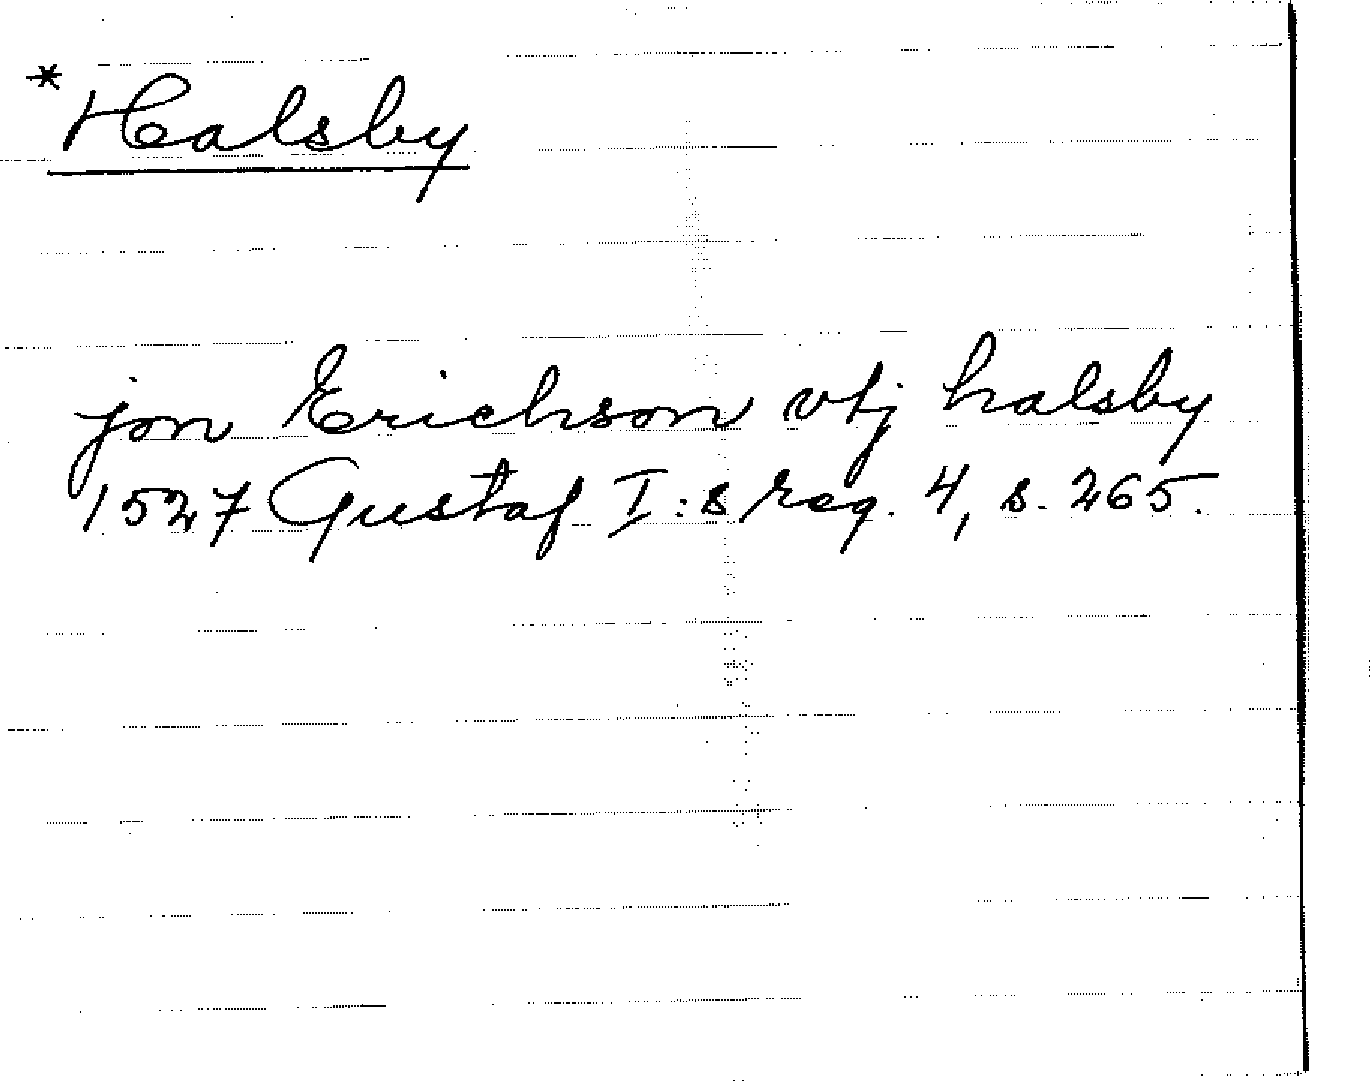 *Halsby
jon Erichson vtj halsby
1527 Gustaf I:s reg. 4, s. 265.